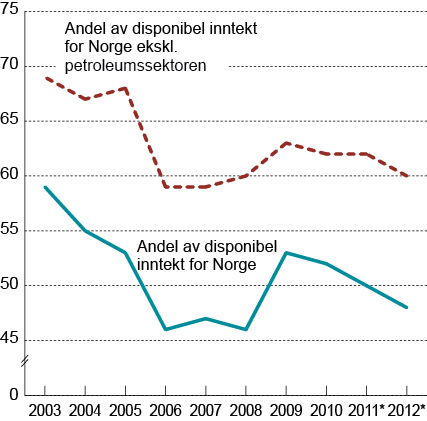 75
Andel av disponibel inntekt
for Norge ekskl.
petroleumssektoren
70
65
60
55
Andel av disponibel
inntekt for Norge
50
45
0
2003 2004 2005 2006 2007 2008 2009 2010 2011* 2012*